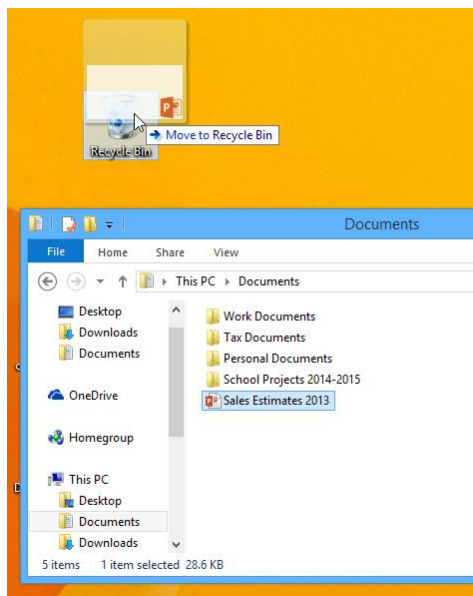 P
Move to Recycle Bin
Recycle Bin
Documents
File Home Share View
This PC Documents
Desktop
Downloads
Documents
OneDrive
Homegroup
This PC
Desktop
Documents
Downloads
Work Documents
Tax Documents
Personal Documents
School Projects 2014-2015
Sales Estimates 2013
5 items 1 item selected 28.6 KB